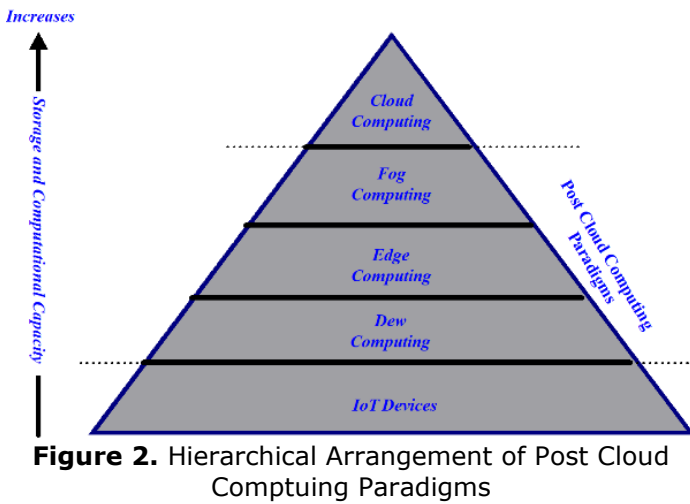 Increases
Storage and Computational Capacity
Cloud
Computing
Fog
Computing
Edge
Computing
Dew
Computing
IoT Devices
Post Cloud Computing
Paradigms
Figure 2. Hierarchical Arrangement of Post Cloud
Comptuing Paradigms